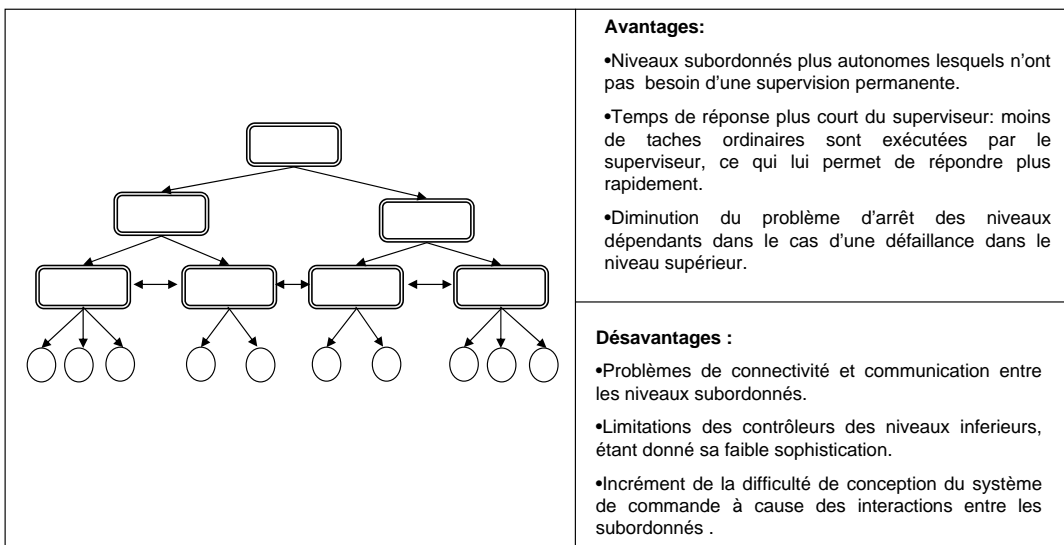 Avantages:
•Niveaux subordonnés plus autonomes lesquels n’ont
pas besoin d’une supervision permanente.
•Temps de réponse plus court du superviseur: moins
de taches ordinaires sont exécutées par le
superviseur, ce qui lui permet de répondre plus
rapidement.
•Diminution du problème d’arrêt des niveaux
dépendants dans le cas d’une défaillance dans le
niveau supérieur.
Désavantages :
•Problèmes de connectivité et communication entre
les niveaux subordonnés.
•Limitations des contrôleurs des niveaux inferieurs,
étant donné sa faible sophistication.
•Incrément de la difficulté de conception du système
de commande à cause des interactions entre les
subordonnés .